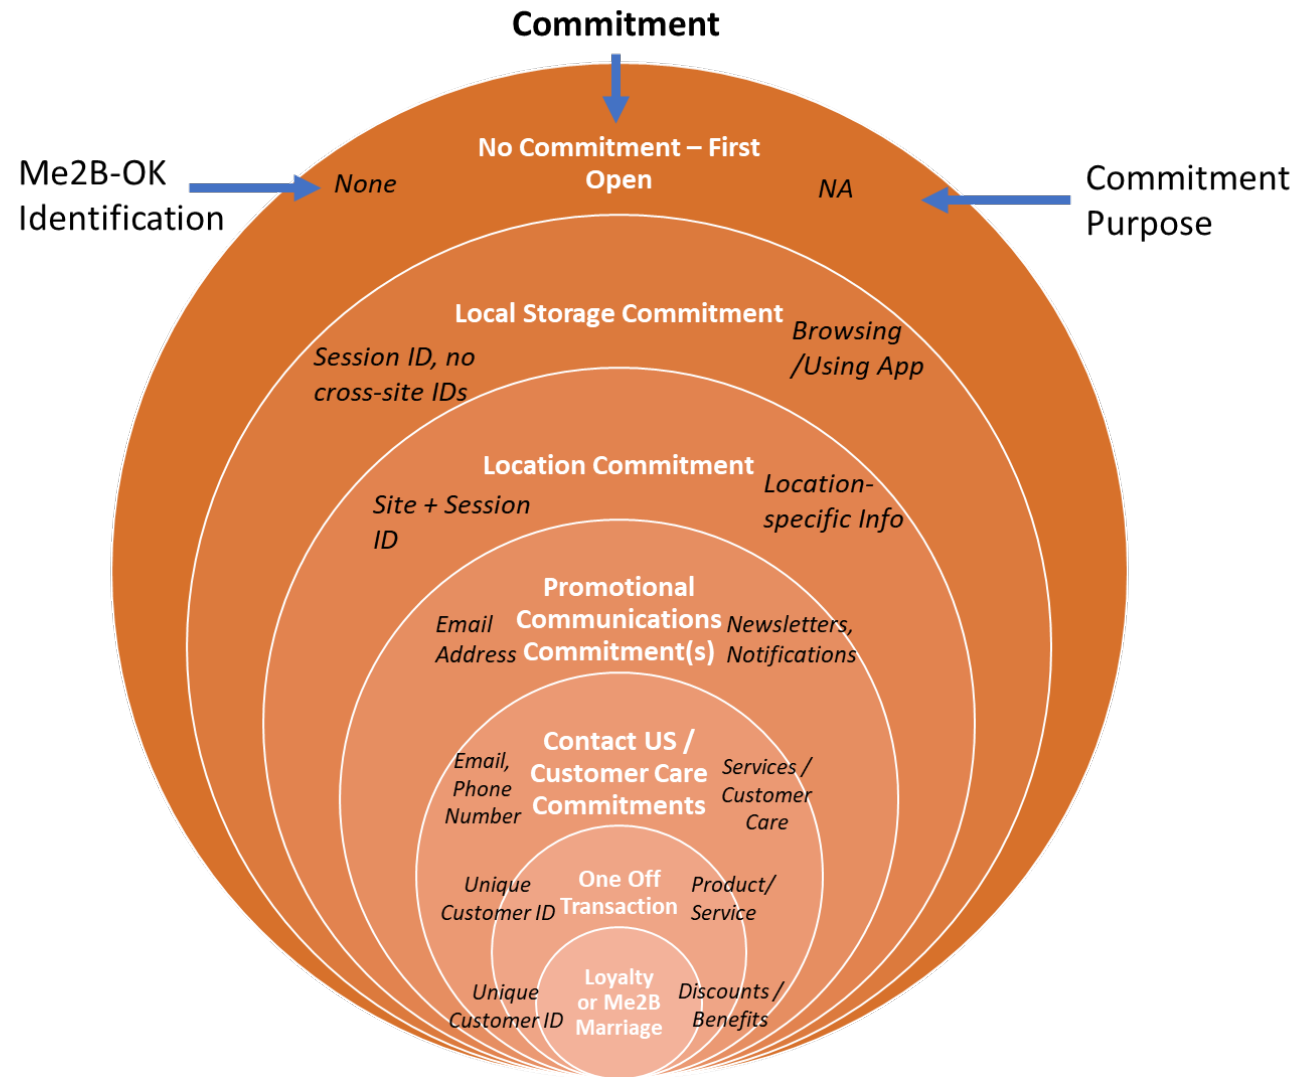 Commitment
Me2B-OK
Identification
None
No Commitment – First
Open
NA
Commitment
Purpose
Local Storage Commitment
Session ID, no
cross-site IDs
Browsing
/Using App
Location Commitment
Site + Session
ID
Location-
specific Info
Promotional
Communications
Commitment(s)
Email
Address
Newsletters,
Notifications
Contact US /
Customer Care
Commitments
Email,
Phone
Number
Services /
Customer
Care
One Off
Transaction
Unique
Customer ID
Product/
Service
Loyalty
or Me2B
Marriage
Unique
Customer ID
Discounts /
Benefits